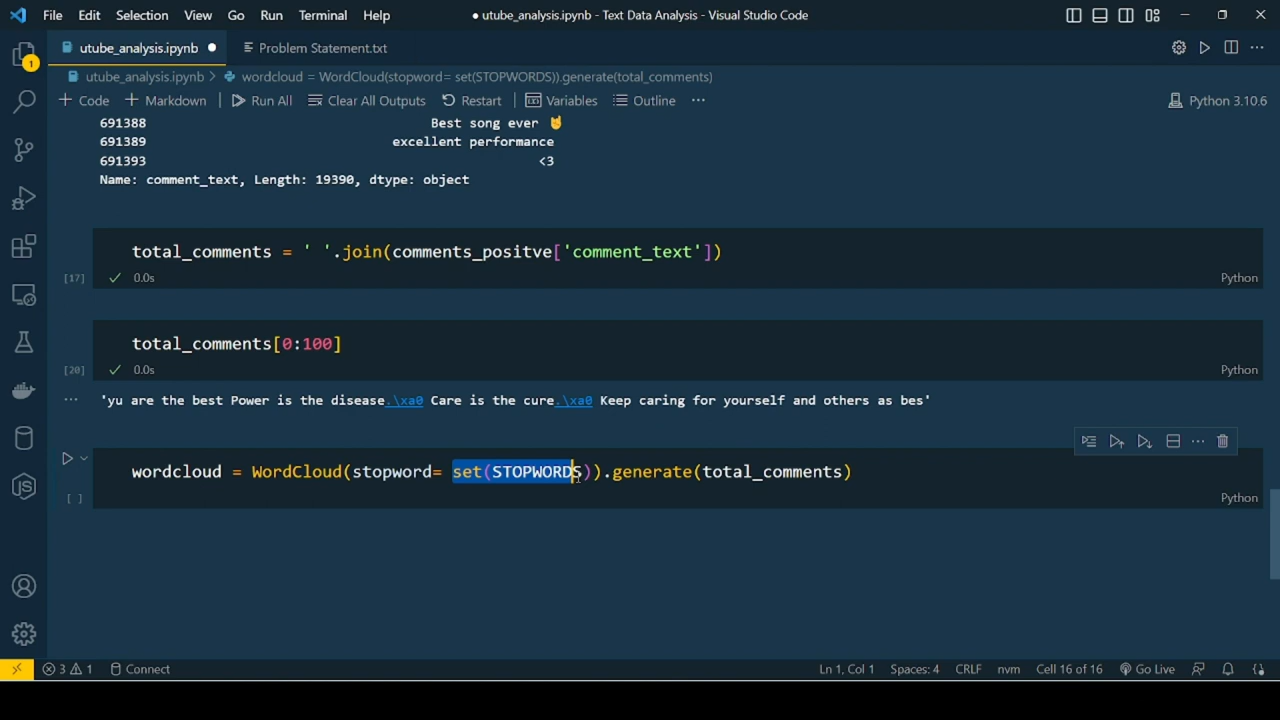 File Edit Selection View Go Run Terminal Help
● utube_analysis.ipynb - Text Data Analysis - Visual Studio Code
utube_analysis.ipynb ●
Problem Statement.txt
utube_analysis.ipynb > wordcloud = WordCloud(stopword= set(STOPWORDS)).generate(total_comments)
+ Code + Markdown Run All Clear All Outputs Restart Variables Outline ... Python 3.10.6
1
691388 Best song ever 🤘
691389 excellent performance
691393 <3
Name: comment_text, Length: 19390, dtype: object
total_comments = ' '.join(comments_positve['comment_text'])
[17] ✓ 0.0s Python
total_comments[0:100]
[20] ✓ 0.0s Python
... 'yu are the best Power is the disease.\xa0 Care is the cure.\xa0 Keep caring for yourself and others as bes'
wordcloud = WordCloud(stopword= set(STOPWORDS)).generate(total_comments)
[ ] Python
3 1 Connect Ln 1, Col 1 Spaces: 4 CRLF nvm Cell 16 of 16 Go Live